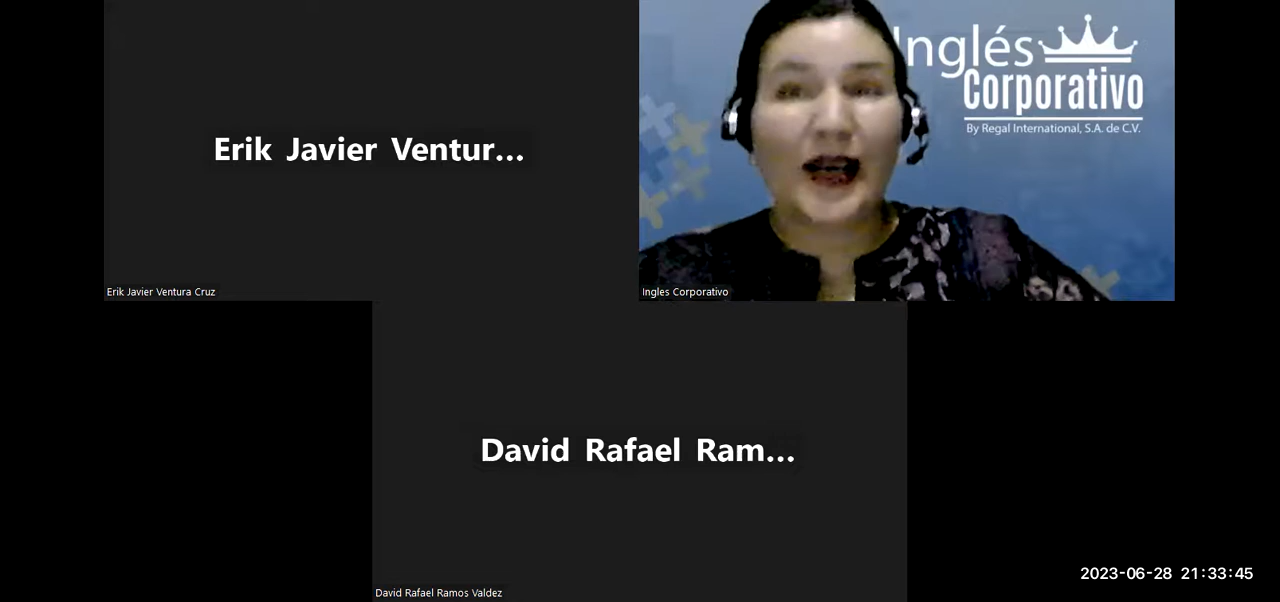 Erik Javier Ventur...
Erik Javier Ventura Cruz
Inglés
Corporativo
By Regal International, S.A. de C.V.
Ingles Corporativo
David Rafael Ram...
David Rafael Ramos Valdez
2023-06-28 21:33:45